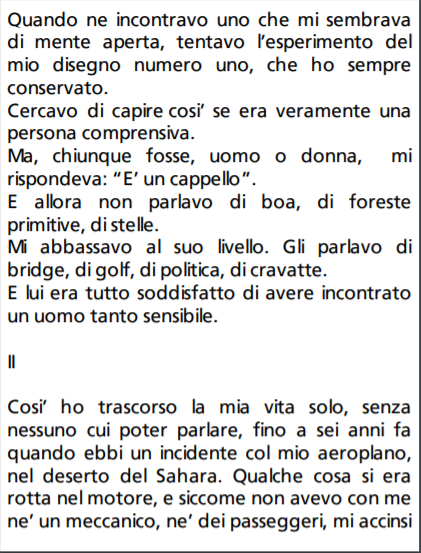 Quando ne incontravo uno che mi sembrava
di mente aperta, tentavo l’esperimento del
mio disegno numero uno, che ho sempre
conservato.
Cercavo di capire cosi’ se era veramente una
persona comprensiva.
Ma, chiunque fosse, uomo o donna, mi
rispondeva: “E’ un cappello”.
E allora non parlavo di boa, di foreste
primitive, di stelle.
Mi abbassavo al suo livello. Gli parlavo di
bridge, di golf, di politica, di cravatte.
E lui era tutto soddisfatto di avere incontrato
un uomo tanto sensibile.
II
Cosi’ ho trascorso la mia vita solo, senza
nessuno cui poter parlare, fino a sei anni fa
quando ebbi un incidente col mio aeroplano,
nel deserto del Sahara. Qualche cosa si era
rotta nel motore, e siccome non avevo con me
ne’ un meccanico, ne’ dei passeggeri, mi accinsi